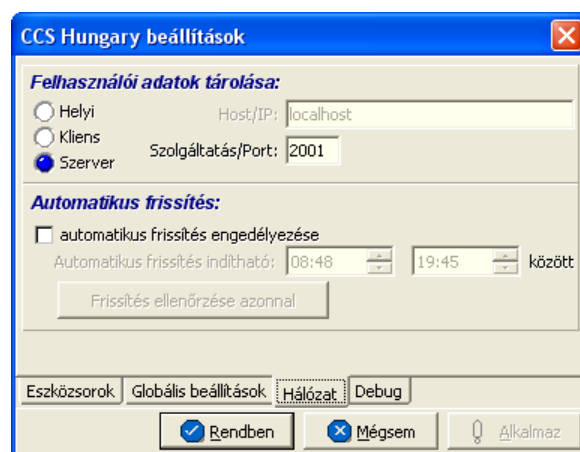 CCS Hungary beállítások
Felhasználói adatok tárolása:
Helyi
Host/IP: localhost
Kliens
Szolgáltatás/Port: 2001
Szerver
Automatikus frissítés:
automatikus frissítés engedélyezése
Automatikus frissítés indítható: 08:48 19:45 között
Frissítés ellenőrzése azonnal
Eszközsorok Globális beállítások Hálózat Debug
Rendben Mégsem Alkalmaz